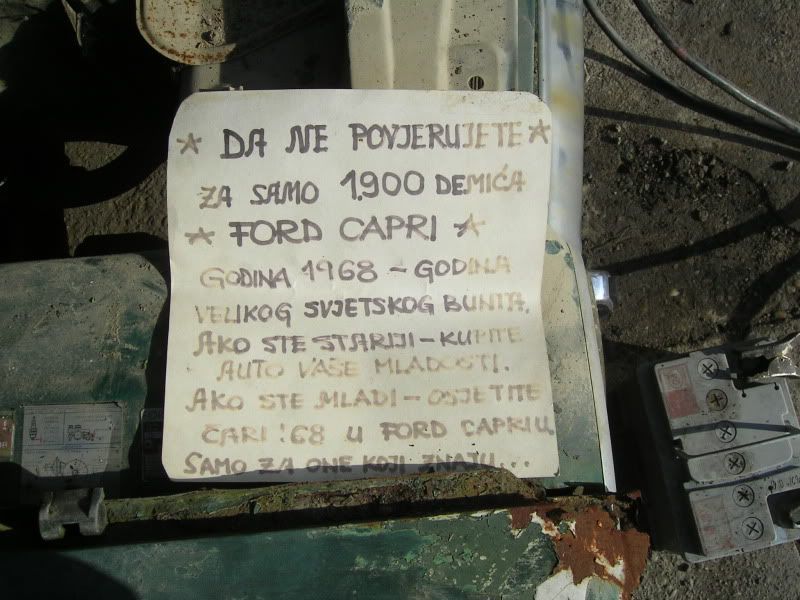 ★ DA NE POVJERUJETE ★
ZA SAMO 1.900 DEMIĆA
★ FORD CAPRI ★
GODINA 1968 - GODINA
VELIKOG SVJETSKOG BUNTA.
AKO STE STARIJI - KUPITE
AUTO VAŠE MLADOSTI.
AKO STE MLADI - OSJETITE
ČARI '68 U FORD CAPRIU
SAMO ZA ONE KOJI ZNAJU...